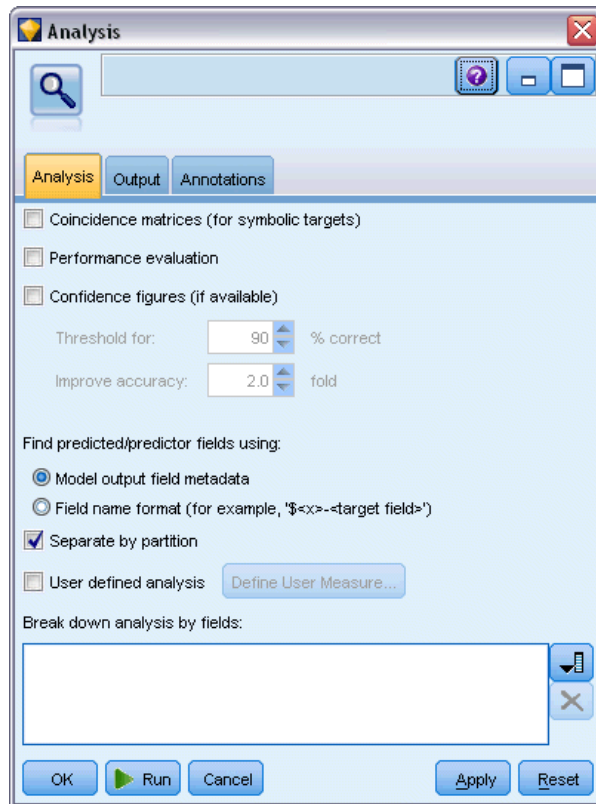 Analysis
?
Analysis Output Annotations
Coincidence matrices (for symbolic targets)
Performance evaluation
Confidence figures (if available)
Threshold for: 90 % correct
Improve accuracy: 2.0 fold
Find predicted/predictor fields using:
Model output field metadata
Field name format (for example, '$<x>-<target field>')
Separate by partition
User defined analysis Define User Measure...
Break down analysis by fields:
OK Run Cancel Apply Reset